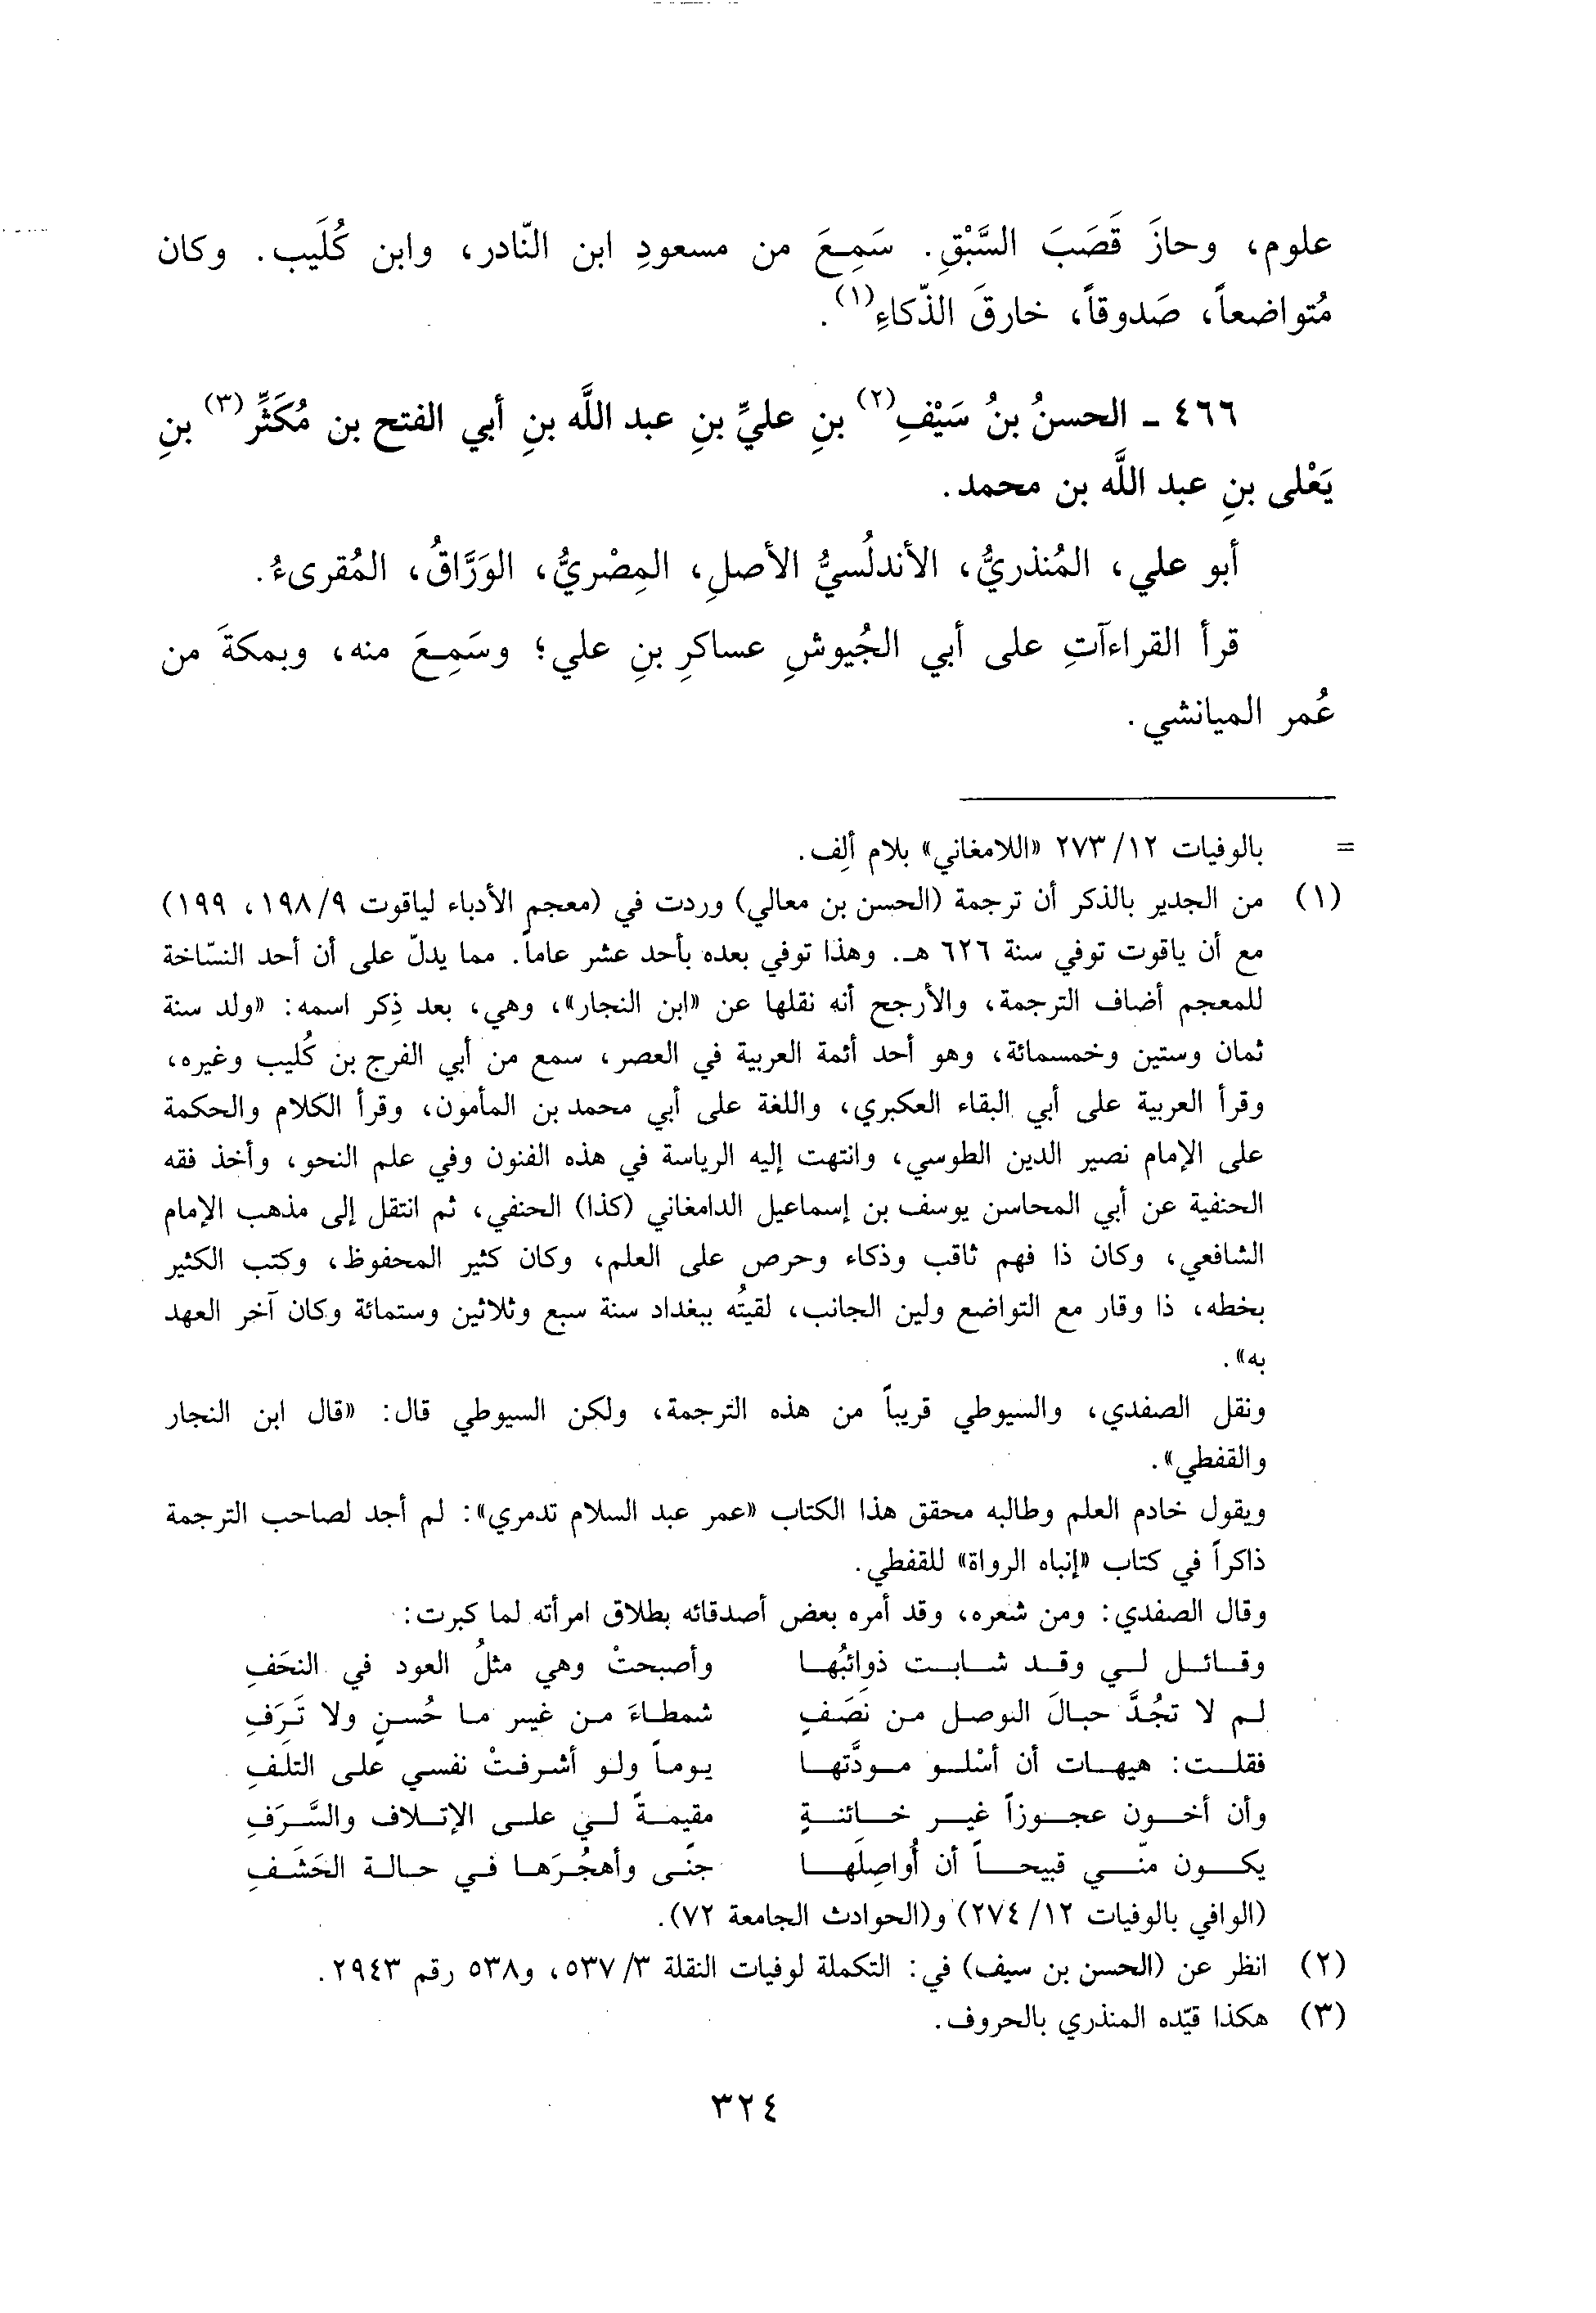 علوم، وحازَ قَصَبَ السَّبْقِ. سَمِعَ من مسعودِ ابن النّادر، وابن كُلَيب. وكان
مُتواضعاً، صَدوقاً، خارقَ الذّكاءِ(١).
٤٦٦ ـ الحسنُ بنُ سَيْفِ(٢) بنِ عليِّ بنِ عبد اللَّه بنِ أبي الفتح بن مُكَثِّر(٣) بنِ
يَعْلى بنِ عبد اللَّه بن محمد.
أبو علي، المُنذريُّ، الأندلُسيُّ الأصلِ، المِصْريُّ، الوَرَّاقُ، المُقرىءُ.
قرأ القراءآتِ على أبي الجُيوشِ عساكرِ بنِ علي؛ وسَمِعَ منه، وبمكةَ من
عُمر الميانشي.
= بالوفيات ١٢/ ٢٧٣ «اللامغاني» بلام ألِف.
(١) من الجدير بالذكر أن ترجمة (الحسن بن معالي) وردت في (معجم الأدباء لياقوت ٩/ ١٩٨، ١٩٩)
مع أن ياقوت توفي سنة ٦٢٦ هـ. وهذا توفي بعده بأحد عشر عاماً. مما يدلّ على أن أحد النسّاخة
للمعجم أضاف الترجمة، والأرجح أنه نقلها عن «ابن النجار»، وهي، بعد ذِكر اسمه: «ولد سنة
ثمان وستين وخمسمائة، وهو أحد أئمة العربية في العصر، سمع من أبي الفرج بن كُليب وغيره،
وقرأ العربية على أبي البقاء العكبري، واللغة على أبي محمد بن المأمون، وقرأ الكلام والحكمة
على الإمام نصير الدين الطوسي، وانتهت إليه الرياسة في هذه الفنون وفي علم النحو، وأخذ فقه
الحنفية عن أبي المحاسن يوسف بن إسماعيل الدامغاني (كذا) الحنفي، ثم انتقل إلى مذهب الإمام
الشافعي، وكان ذا فهم ثاقب وذكاء وحرص على العلم، وكان كثير المحفوظ، وكتب الكثير
بخطه، ذا وقار مع التواضع ولين الجانب، لقيتُه ببغداد سنة سبع وثلاثين وستمائة وكان آخر العهد
به».
ونقل الصفدي، والسيوطي قريباً من هذه الترجمة، ولكن السيوطي قال: «قال ابن النجار
والقفطي».
ويقول خادم العلم وطالبه محقق هذا الكتاب «عمر عبد السلام تدمري»: لم أجد لصاحب الترجمة
ذاكراً في كتاب «إنباه الرواة» للقفطي.
وقال الصفدي: ومن شعره، وقد أمره بعض أصدقائه بطلاق امرأته لما كبرت:
وقائل لي وقد شابت ذوائبُها وأصبحتْ وهي مثلُ العود في النحَفِ
لم لا تجُدَّ حبالَ الوصل من نَصَفٍ شمطاءَ من غير ما حُسنٍ ولا تَرَفِ
فقلت: هيهات أن أسْلو مودَّتها يوماً ولو أشرفتْ نفسي على التلَفِ
وأن أخون عجوزاً غير خائنةٍ مقيمةً لي على الإتلاف والسَّرَفِ
يكون منّي قبيحاً أن أُواصِلَها جنًى وأهجُرَها في حالة الحَشَفِ
(الوافي بالوفيات ١٢/ ٢٧٤) و(الحوادث الجامعة ٧٢).
(٢) انظر عن (الحسن بن سيف) في: التكملة لوفيات النقلة ٣/ ٥٣٧، و٥٣٨ رقم ٢٩٤٣.
(٣) هكذا قيّده المنذري بالحروف.
٣٢٤